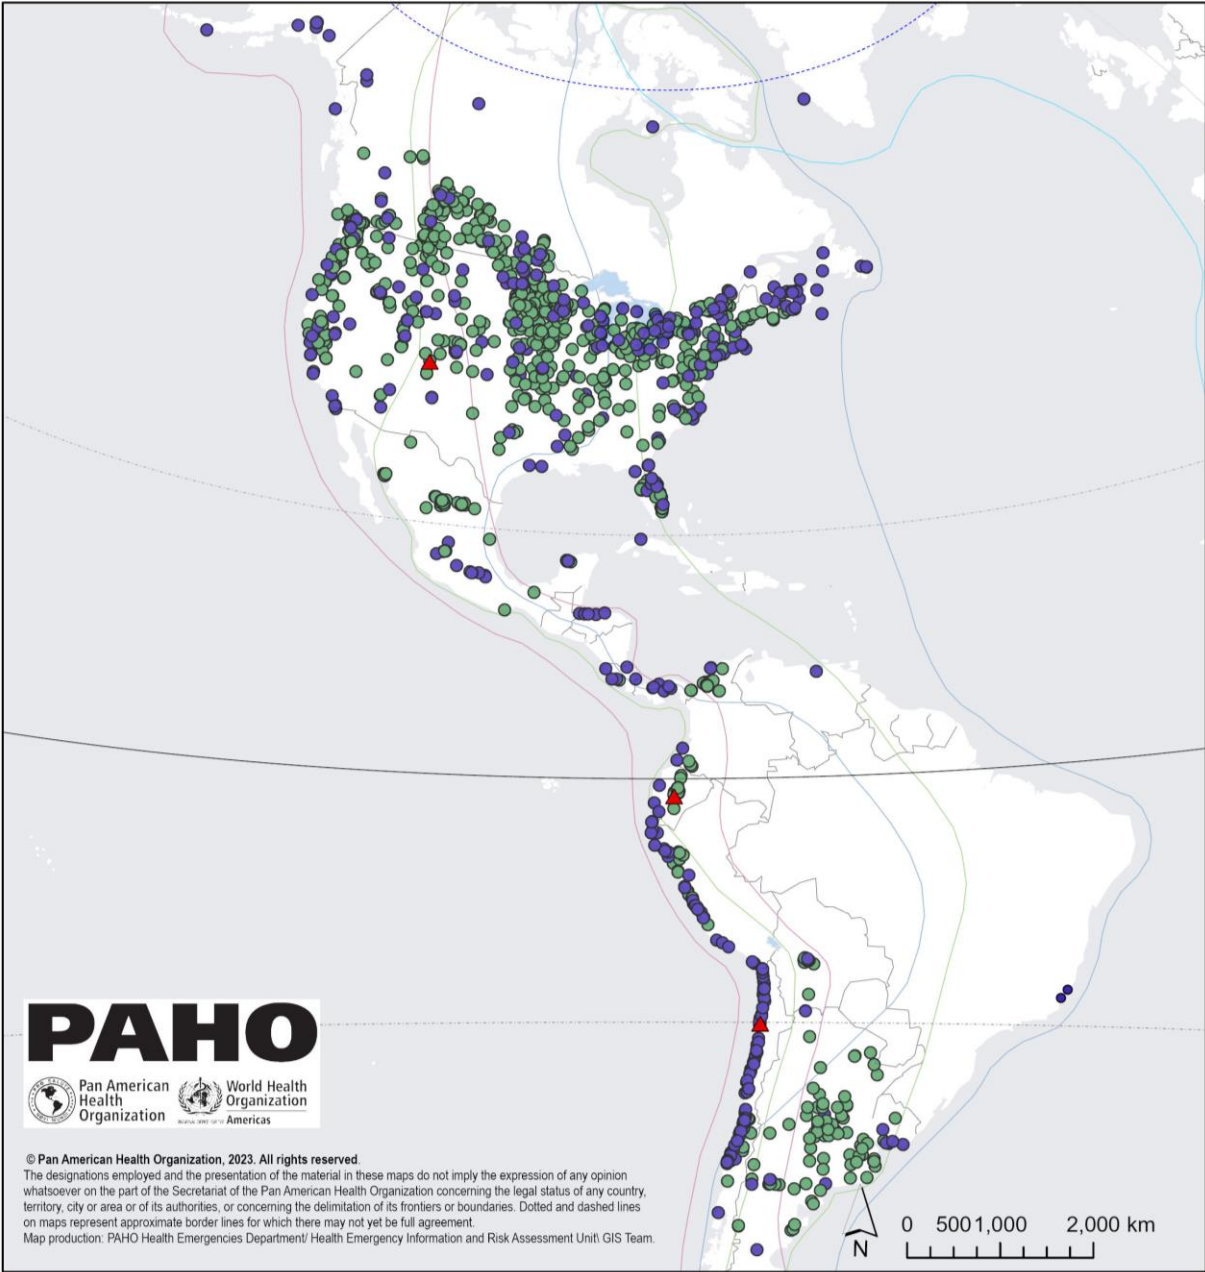 PAHO
Pan American
Health
Organization
World Health
Organization
Americas
© Pan American Health Organization, 2023. All rights reserved.
The designations employed and the presentation of the material in these maps do not imply the expression of any opinion
whatsoever on the part of the Secretariat of the Pan American Health Organization concerning the legal status of any country,
territory, city or area or of its authorities, or concerning the delimitation of its frontiers or boundaries. Dotted and dashed lines
on maps represent approximate border lines for which there may not yet be full agreement.
Map production: PAHO Health Emergencies Department/ Health Emergency Information and Risk Assessment Unit\ GIS Team.
N
0 500 1,000 2,000 km